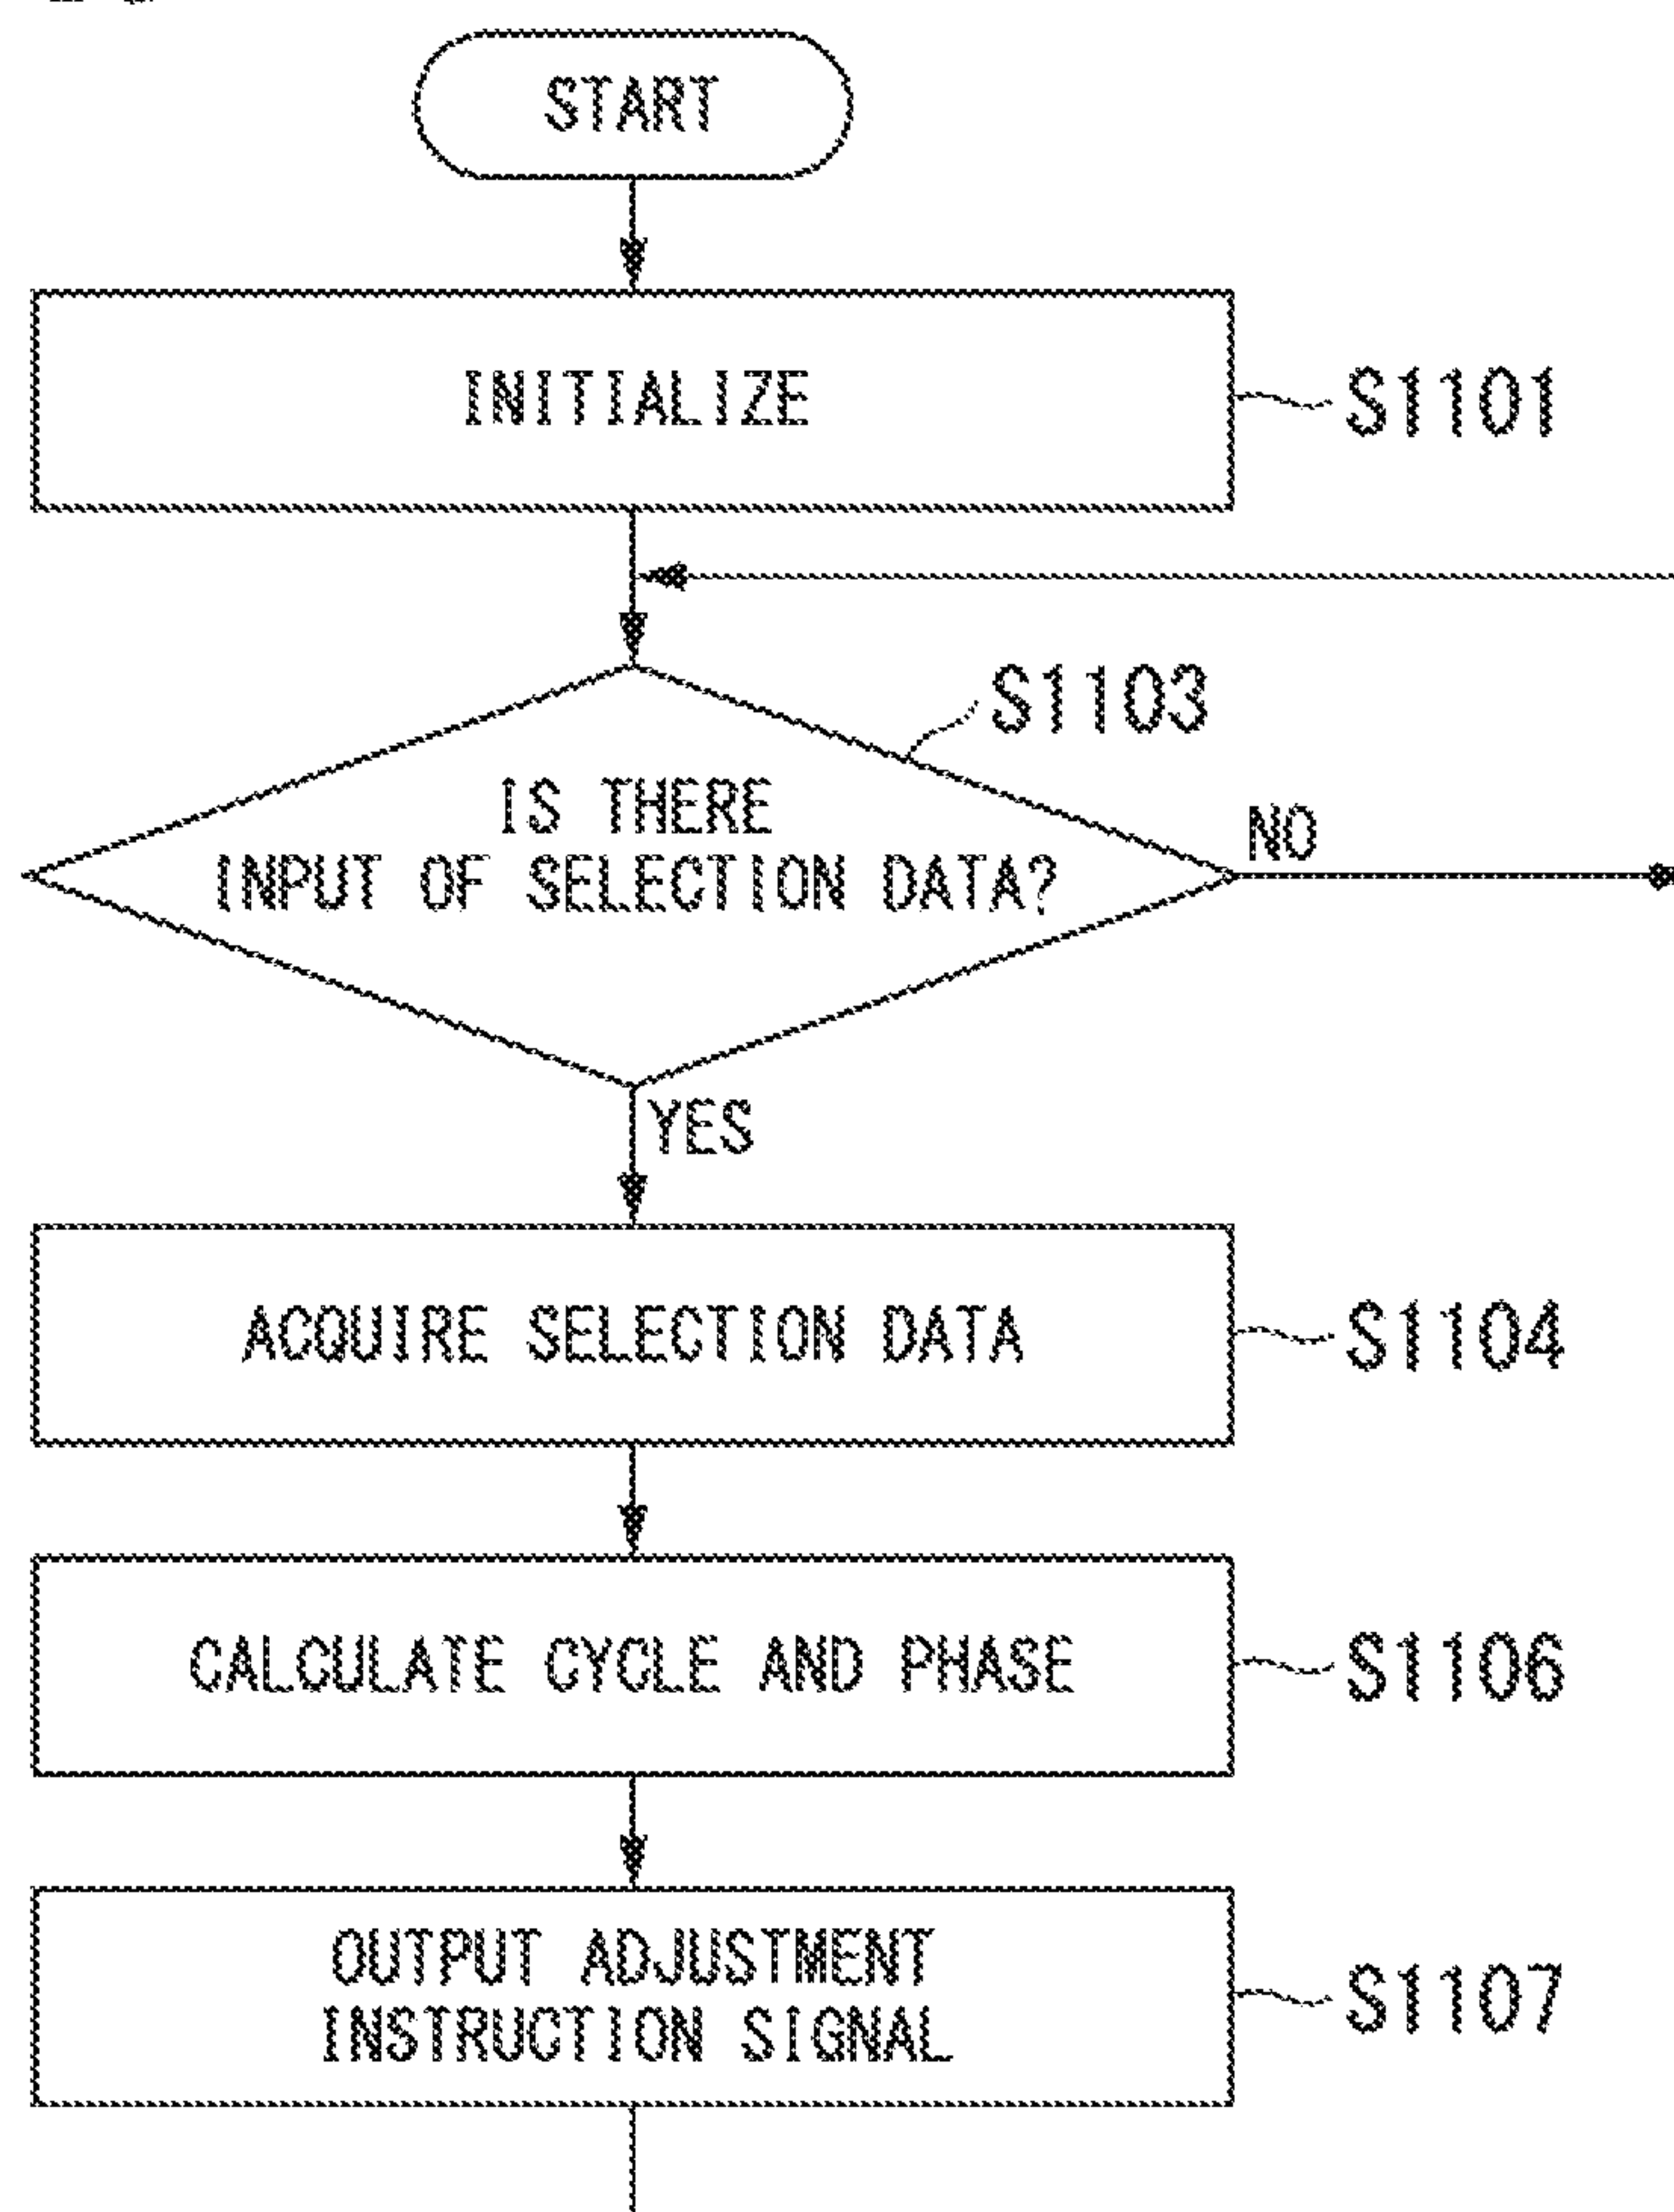 START
INITIALIZE
S1101
S1103
IS THERE
INPUT OF SELECTION DATA?
NO
YES
ACQUIRE SELECTION DATA
S1104
CALCULATE CYCLE AND PHASE
S1106
OUTPUT ADJUSTMENT
INSTRUCTION SIGNAL
S1107